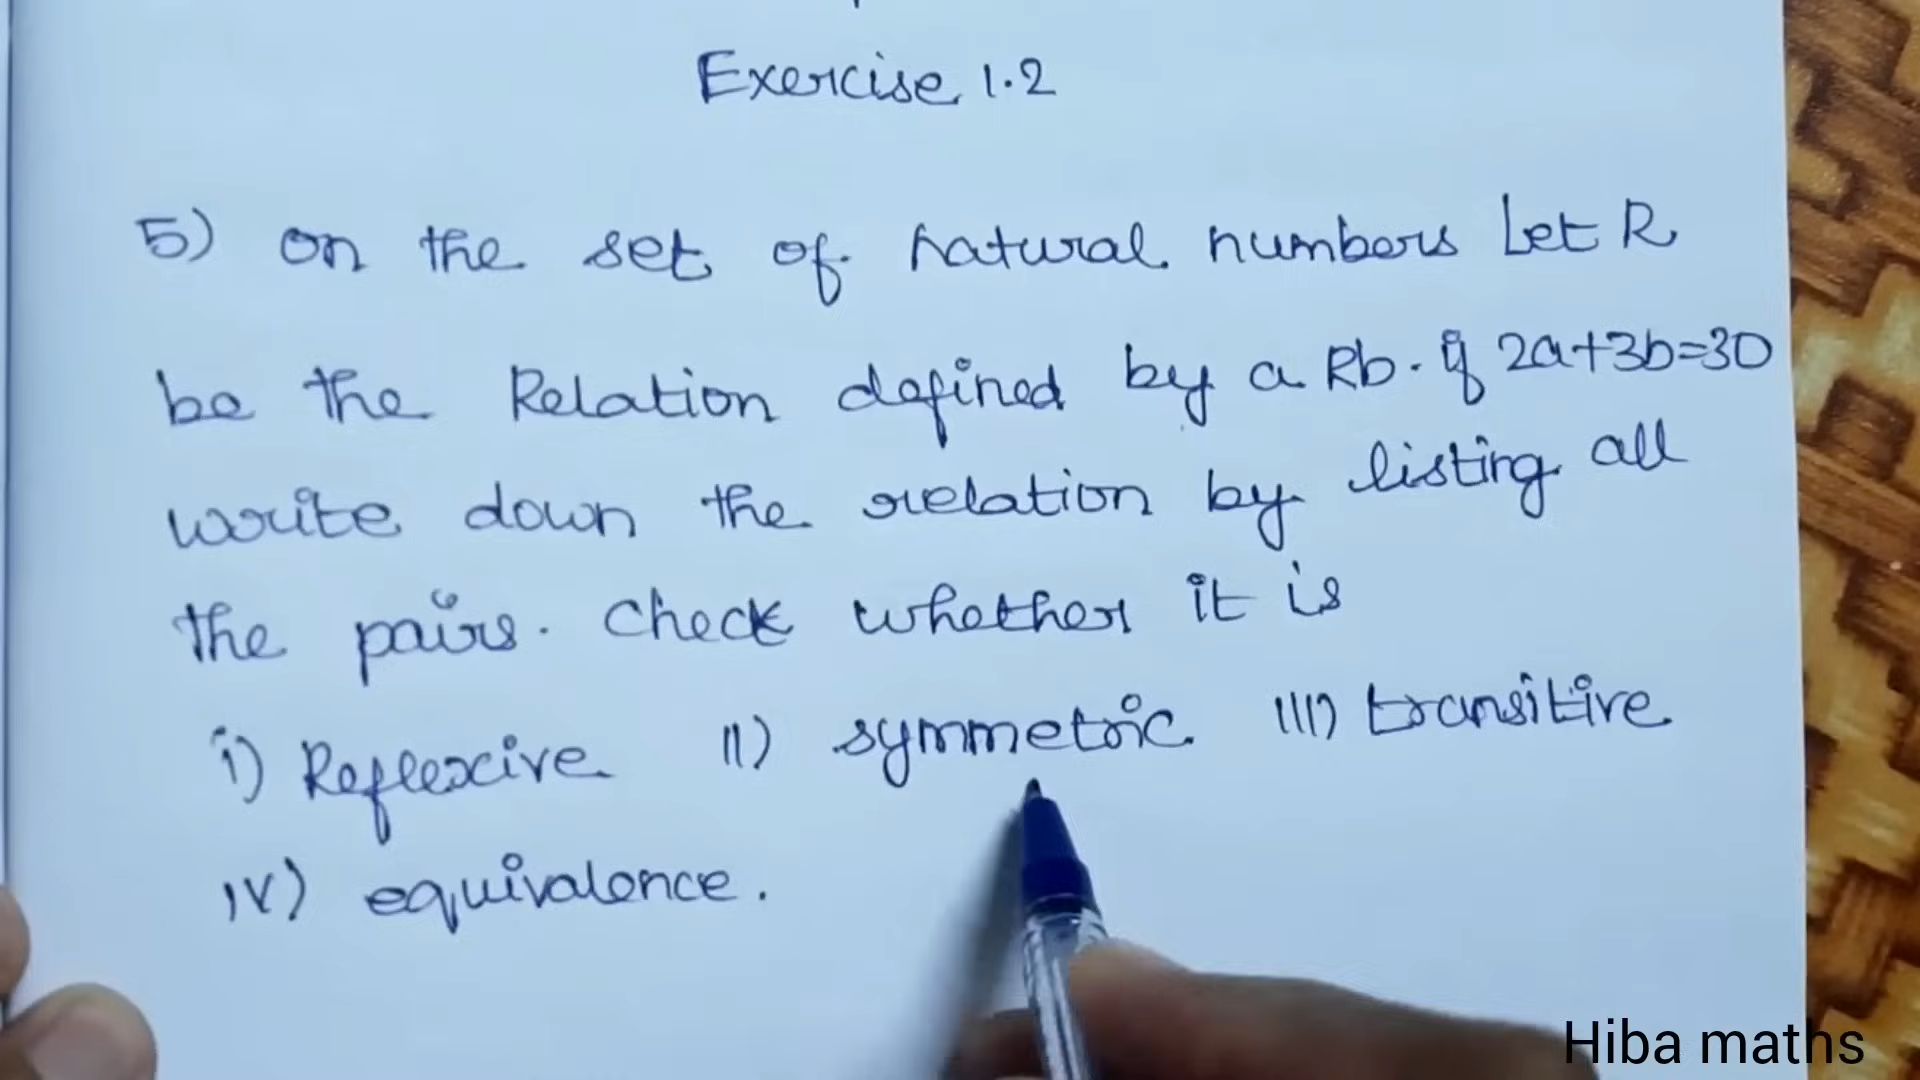 Exercise 1.2
5) on the set of natural numbers Let R
be the Relation defined by a Rb. if 2a+3b=30
write down the relation by listing all
the pairs. Check whether it is
i) Reflexive II) symmetric III) transitive
IV) equivalence.
Hiba maths